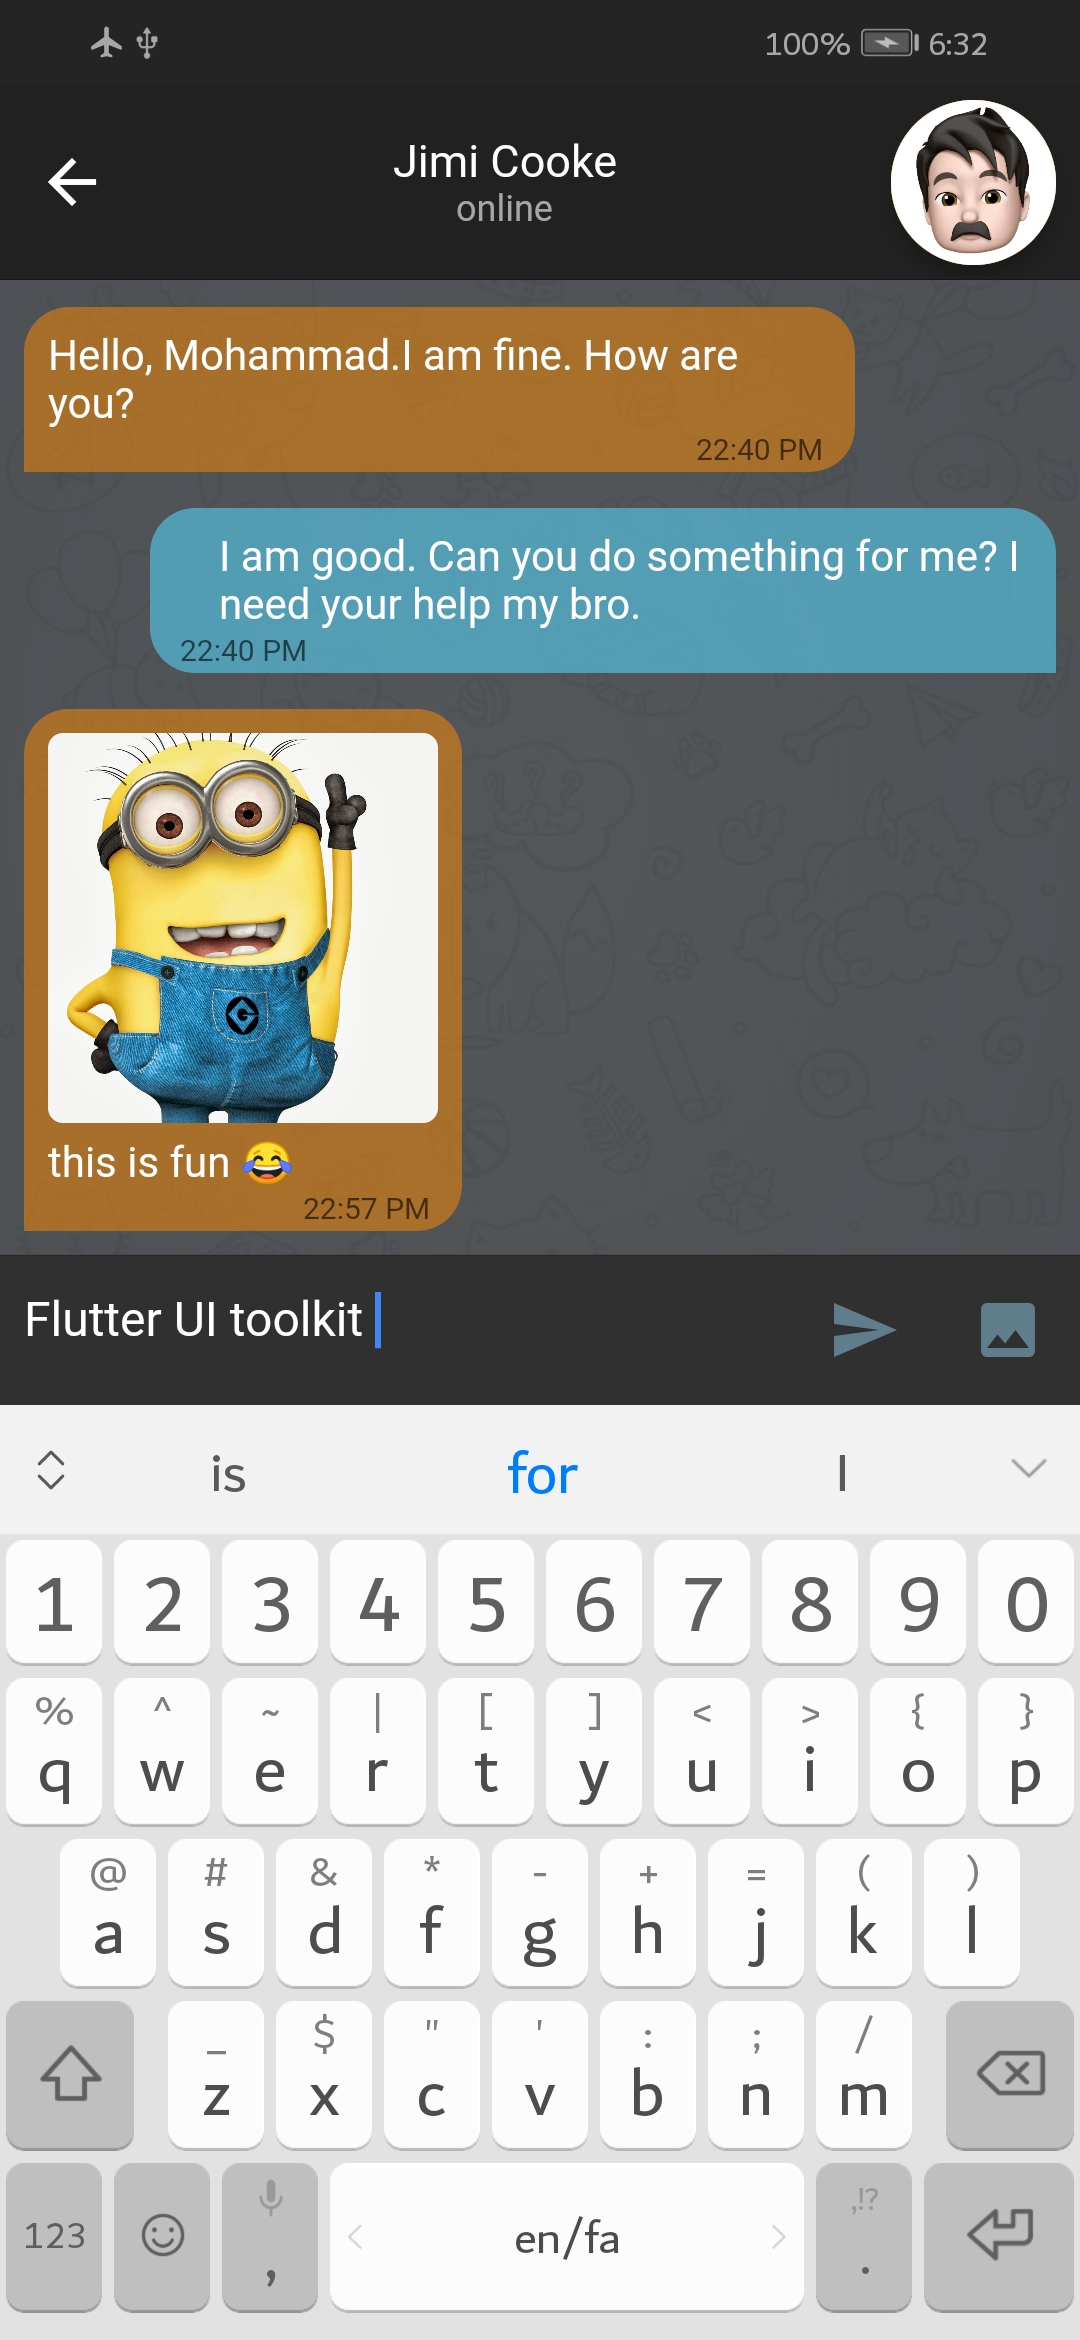 100% 6:32
Jimi Cooke
online
Hello, Mohammad.I am fine. How are
you?
22:40 PM
I am good. Can you do something for me? I
need your help my bro.
22:40 PM
this is fun 😂
22:57 PM
Flutter UI toolkit
is for I
1 2 3 4 5 6 7 8 9 0
% ^ ~ | [ ] < > { }
q w e r t y u i o p
@ # & * - + = ( )
a s d f g h j k l
_ $ " ' : ; /
z x c v b n m
,!?
123 , en/fa .